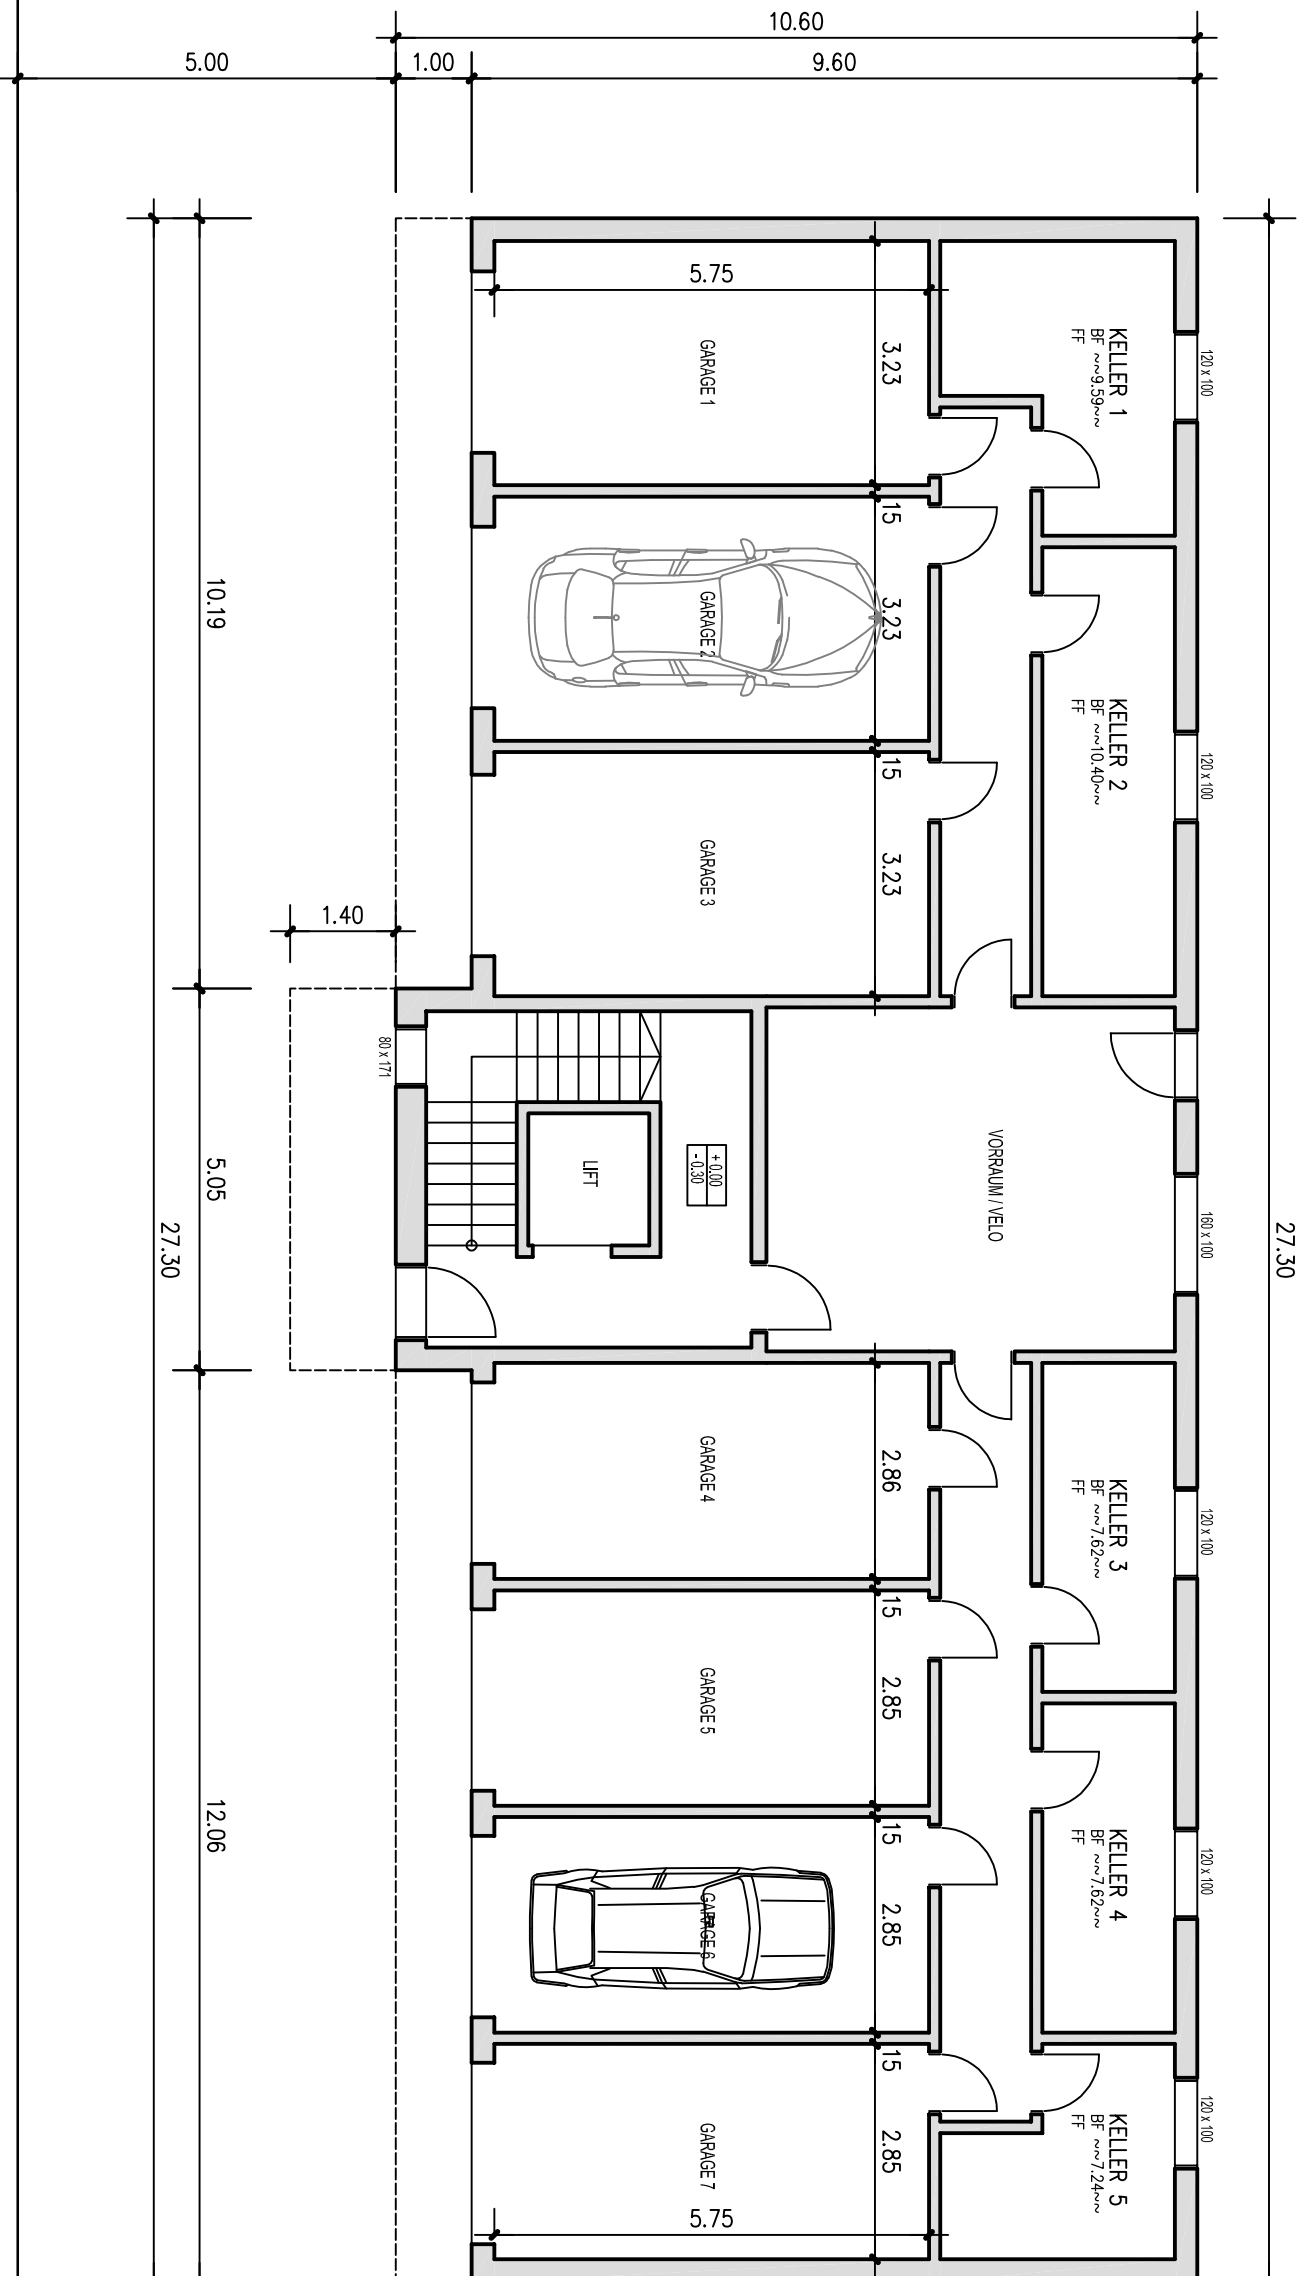 10.60
5.00
1.00
9.60
5.75
3.23
GARAGE 1
KELLER 1
BF ~~9.59~~
FF
120 x 100
15
10.19
GARAGE 2
3.23
KELLER 2
BF ~~10.40~~
FF
120 x 100
15
GARAGE 3
3.23
1.40
80 x 171
LIFT
+ 0.00
- 0.30
VORRAUM / VELO
160 x 100
5.05
27.30
27.30
GARAGE 4
2.86
KELLER 3
BF ~~7.62~~
FF
120 x 100
15
GARAGE 5
2.85
12.06
15
GARAGE 6
2.85
KELLER 4
BF ~~7.62~~
FF
120 x 100
15
GARAGE 7
2.85
KELLER 5
BF ~~7.24~~
FF
120 x 100
5.75